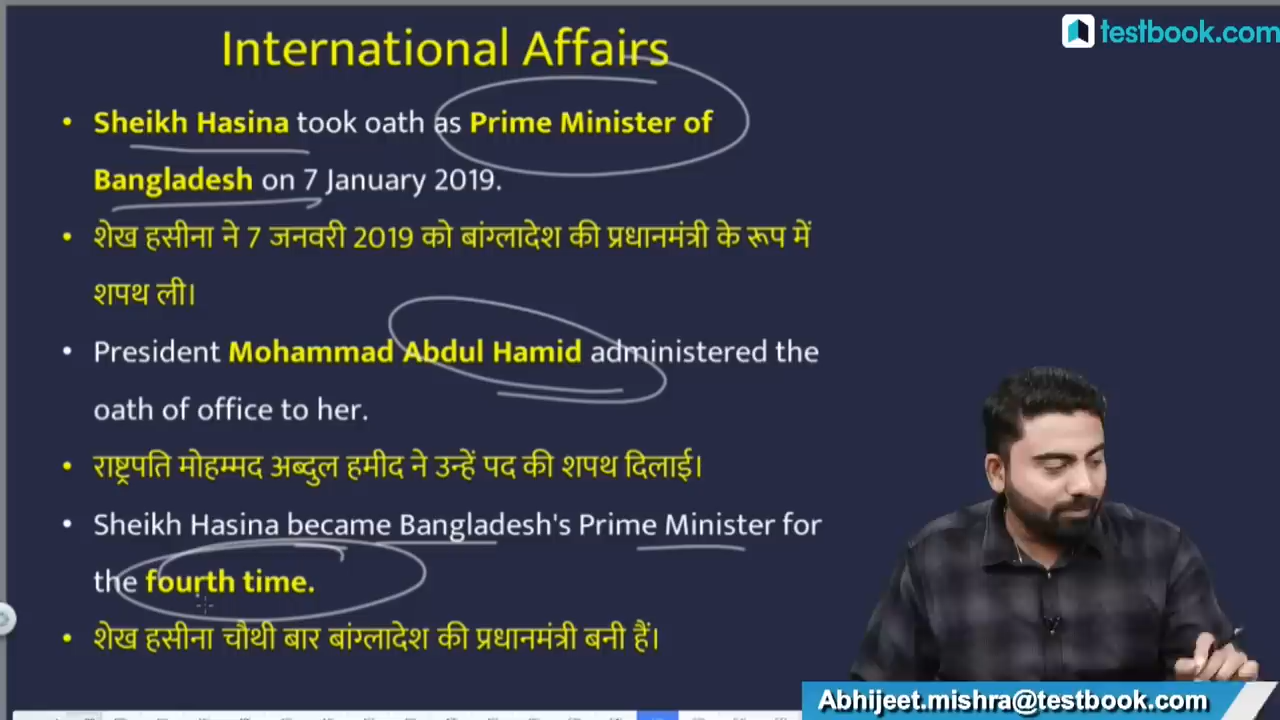 International Affairs
testbook.com
• Sheikh Hasina took oath as Prime Minister of
Bangladesh on 7 January 2019.
• शेख हसीना ने 7 जनवरी 2019 को बांग्लादेश की प्रधानमंत्री के रूप में
शपथ ली।
• President Mohammad Abdul Hamid administered the
oath of office to her.
• राष्ट्रपति मोहम्मद अब्दुल हमीद ने उन्हें पद की शपथ दिलाई।
• Sheikh Hasina became Bangladesh's Prime Minister for
the fourth time.
• शेख हसीना चौथी बार बांग्लादेश की प्रधानमंत्री बनी हैं।
Abhijeet.mishra@testbook.com